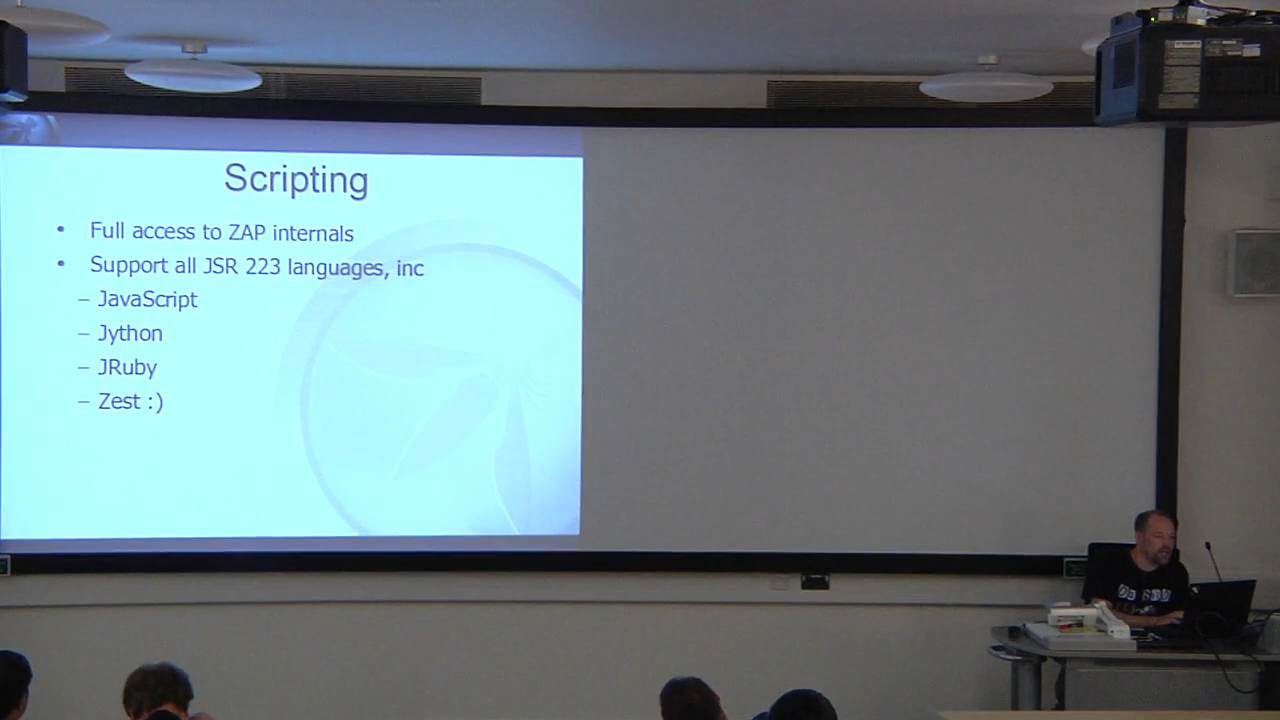 Scripting
• Full access to ZAP internals
• Support all JSR 223 languages, inc
– JavaScript
– Jython
– JRuby
– Zest :)